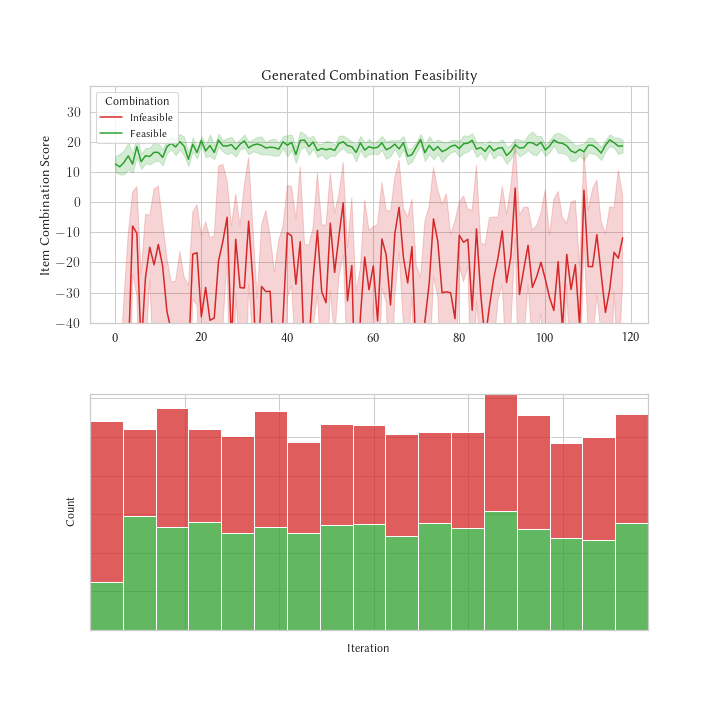 Generated Combination Feasibility
Combination
Infeasible
Feasible
Item Combination Score
30
20
10
0
−10
−20
−30
−40
0
20
40
60
80
100
120
Count
Iteration